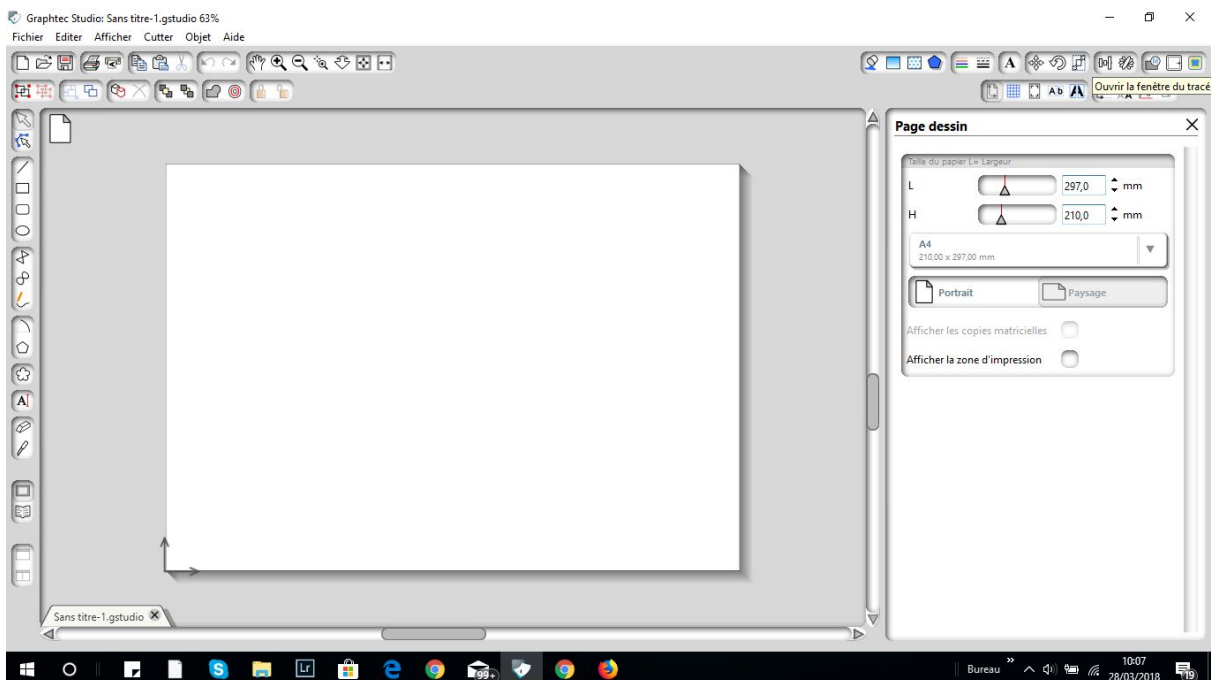 Graphtec Studio: Sans titre-1.gstudio 63%
Fichier Editer Afficher Cutter Objet Aide
A
Ab A Ouvrir la fenêtre du tracé
Page dessin
Taille du papier L= Largeur
L 297,0 mm
H 210,0 mm
A4
210,00 x 297,00 mm
Portrait Paysage
Afficher les copies matricielles
Afficher la zone d'impression
A
Sans titre-1.gstudio
S Lr 99+ Bureau » 10:07
28/03/2018 19